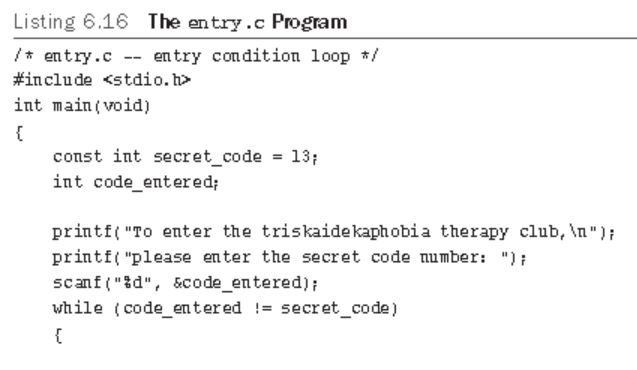 Listing 6.16 The entry.c Program
/* entry.c -- entry condition loop */
#include <stdio.h>
int main(void)
{
    const int secret_code = 13;
    int code_entered;

    printf("To enter the triskaidekaphobia therapy club,\n");
    printf("please enter the secret code number: ");
    scanf("%d", &code_entered);
    while (code_entered != secret_code)
    {